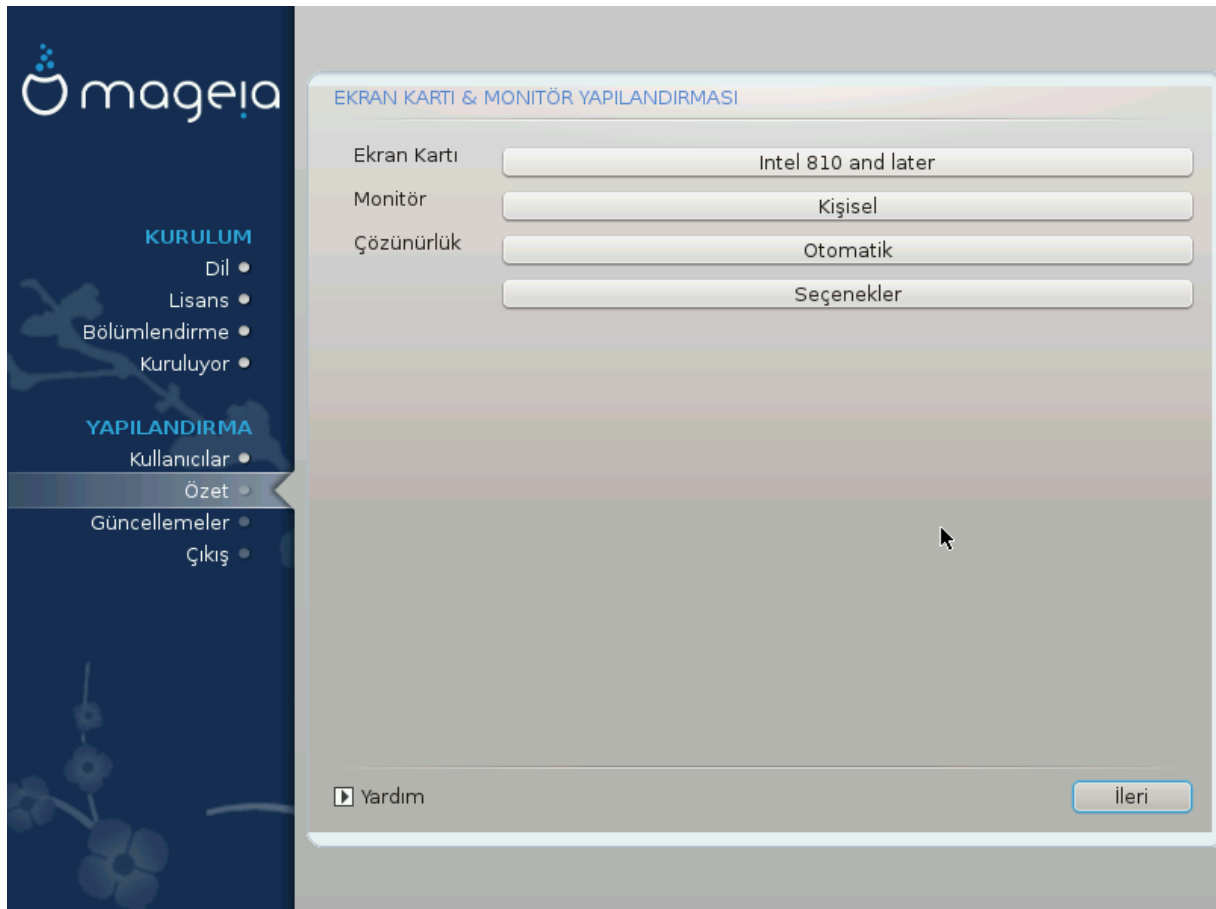 mageia
KURULUM
Dil
Lisans
Bölümlendirme
Kuruluyor
YAPILANDIRMA
Kullanıcılar
Özet
Güncellemeler
Çıkış
EKRAN KARTI & MONİTÖR YAPILANDIRMASI
Ekran Kartı Intel 810 and later
Monitör Kişisel
Çözünürlük Otomatik
Seçenekler
Yardım İleri